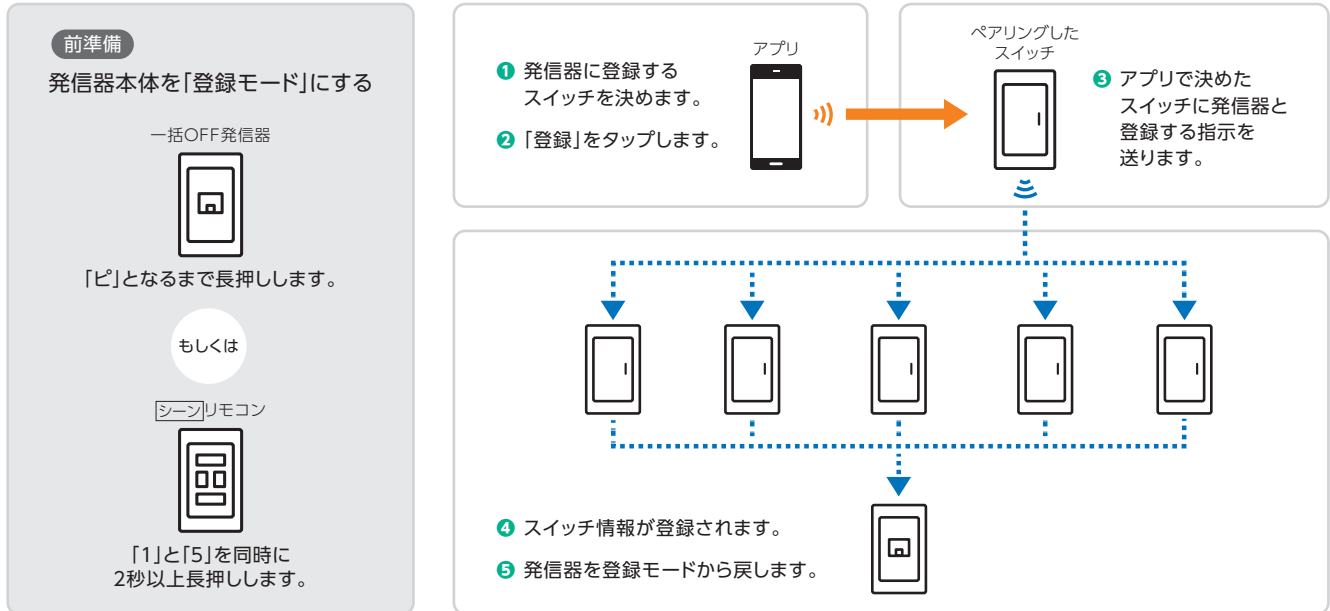 前準備
発信器本体を「登録モード」にする
一括OFF発信器
「ピ」となるまで長押しします。
もしくは
シーンリモコン
「1」と「5」を同時に
2秒以上長押しします。
アプリ
❶ 発信器に登録する
スイッチを決めます。
❷ 「登録」をタップします。
ペアリングした
スイッチ
❸ アプリで決めた
スイッチに発信器と
登録する指示を
送ります。
❹ スイッチ情報が登録されます。
❺ 発信器を登録モードから戻します。